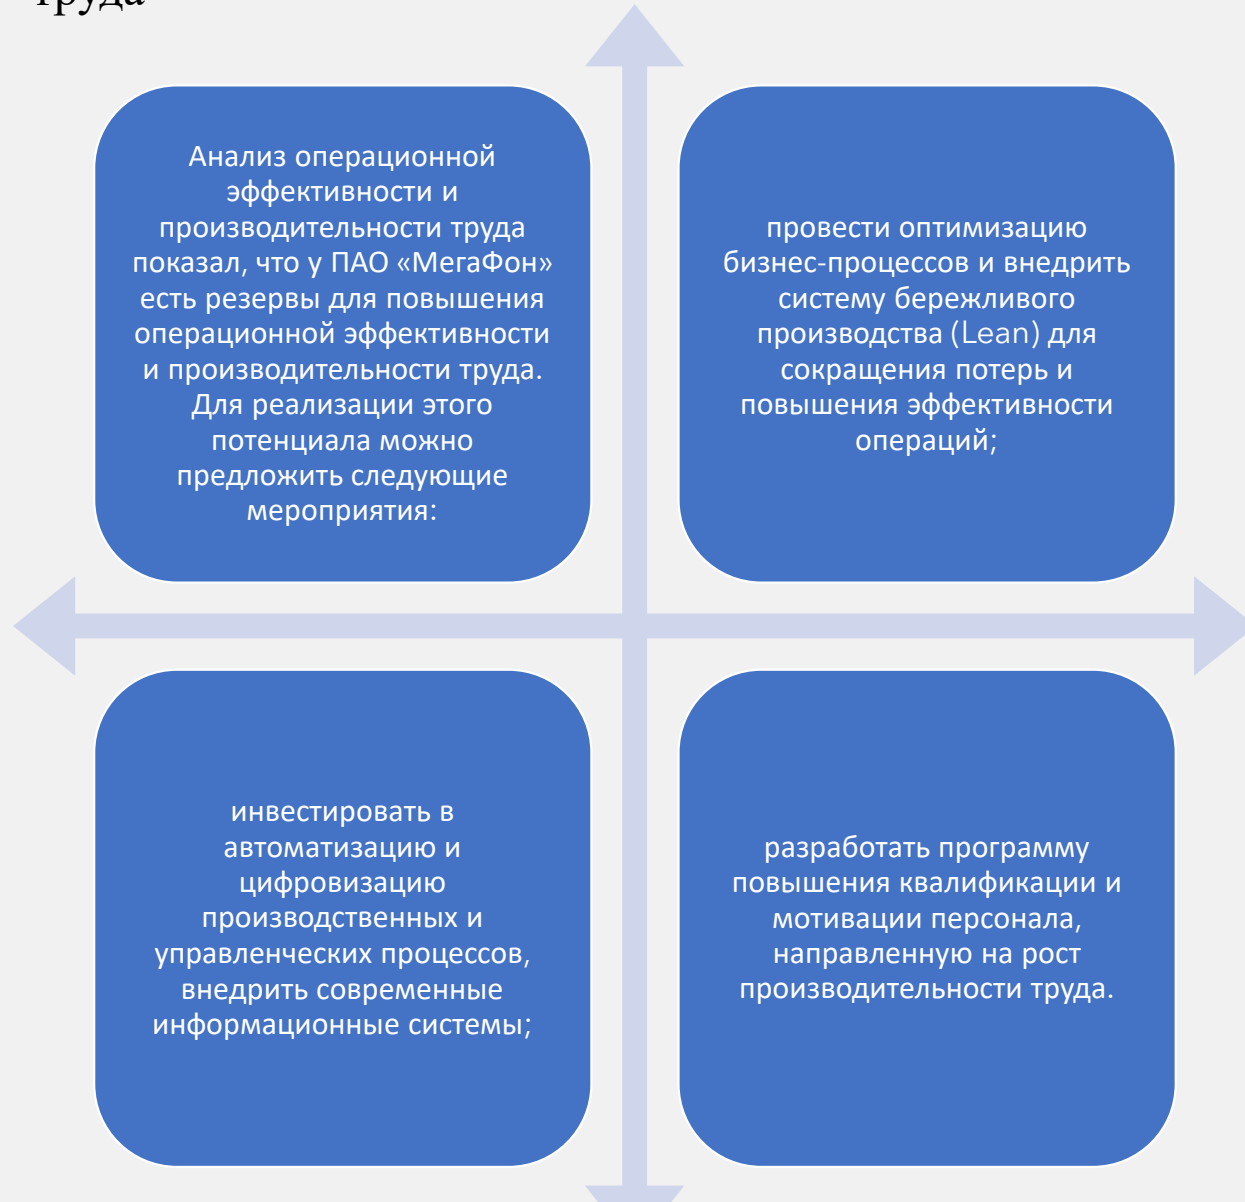 труда
Анализ операционной
эффективности и
производительности труда
показал, что у ПАО «МегаФон»
есть резервы для повышения
операционной эффективности
и производительности труда.
Для реализации этого
потенциала можно
предложить следующие
мероприятия:
провести оптимизацию
бизнес-процессов и внедрить
систему бережливого
производства (Lean) для
сокращения потерь и
повышения эффективности
операций;
инвестировать в
автоматизацию и
цифровизацию
производственных и
управленческих процессов,
внедрить современные
информационные системы;
разработать программу
повышения квалификации и
мотивации персонала,
направленную на рост
производительности труда.